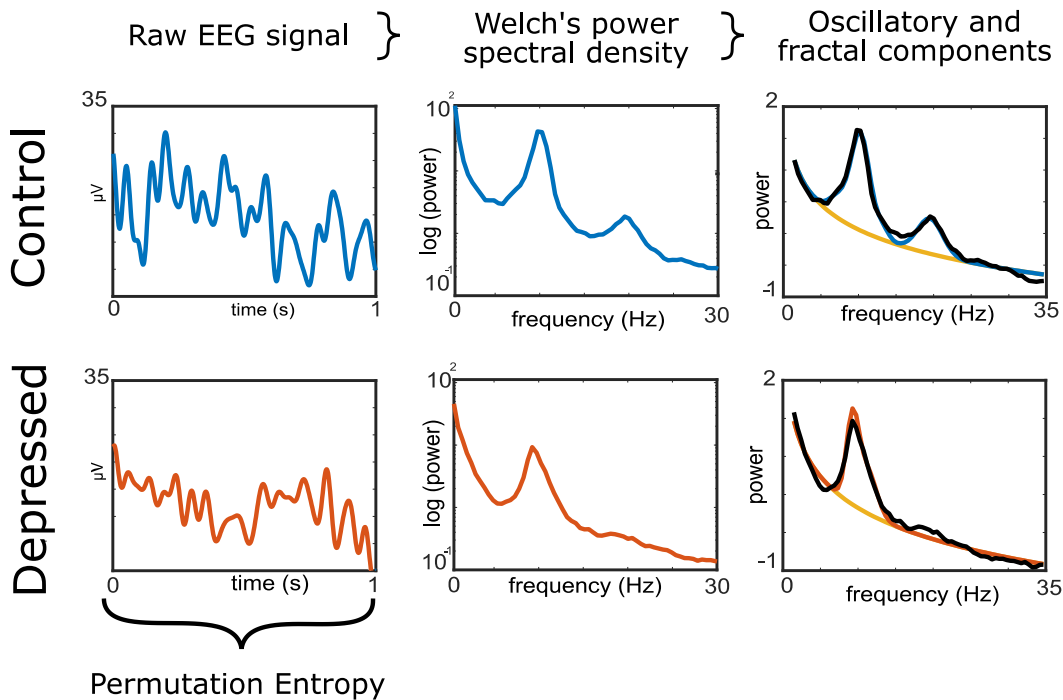 Raw EEG signal }
Welch's power
spectral density }
Oscillatory and
fractal components
Control
35
μV
0
time (s)
1
10²
log (power)
10⁻¹
0
frequency (Hz)
30
2
power
-1
0
frequency (Hz)
35
Depressed
35
μV
0
time (s)
1
10²
log (power)
10⁻¹
0
frequency (Hz)
30
2
power
-1
0
frequency (Hz)
35
Permutation Entropy